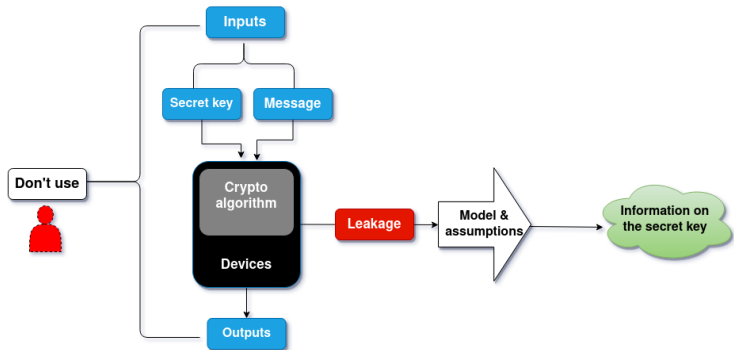 Inputs
Secret key
Message
Don't use
Crypto
algorithm
Devices
Leakage
Model &
assumptions
Information on
the secret key
Outputs